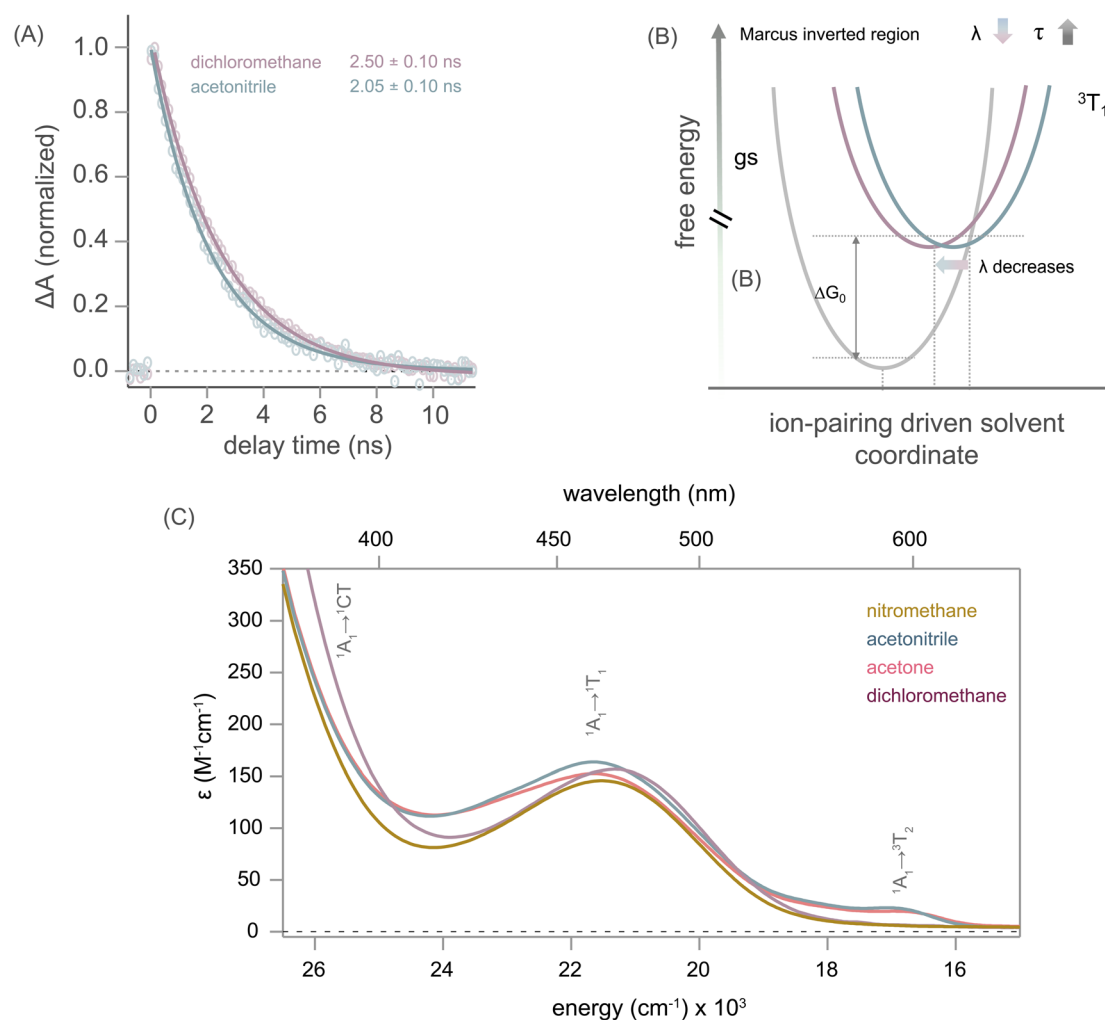 (A)
dichloromethane 2.50 ± 0.10 ns
acetonitrile 2.05 ± 0.10 ns
1.0
0.8
0.6
0.4
0.2
0.0
ΔA (normalized)
0 2 4 6 8 10
delay time (ns)
(B)
Marcus inverted region
λ τ
³T₁
gs
free energy
(B)
ΔG₀
λ decreases
ion-pairing driven solvent
coordinate
(C)
wavelength (nm)
400 450 500 600
350
300
250
200
150
100
50
0
ε (M⁻¹cm⁻¹)
¹A₁→¹CT
¹A₁→¹T₁
¹A₁→³T₂
nitromethane
acetonitrile
acetone
dichloromethane
26 24 22 20 18 16
energy (cm⁻¹) x 10³